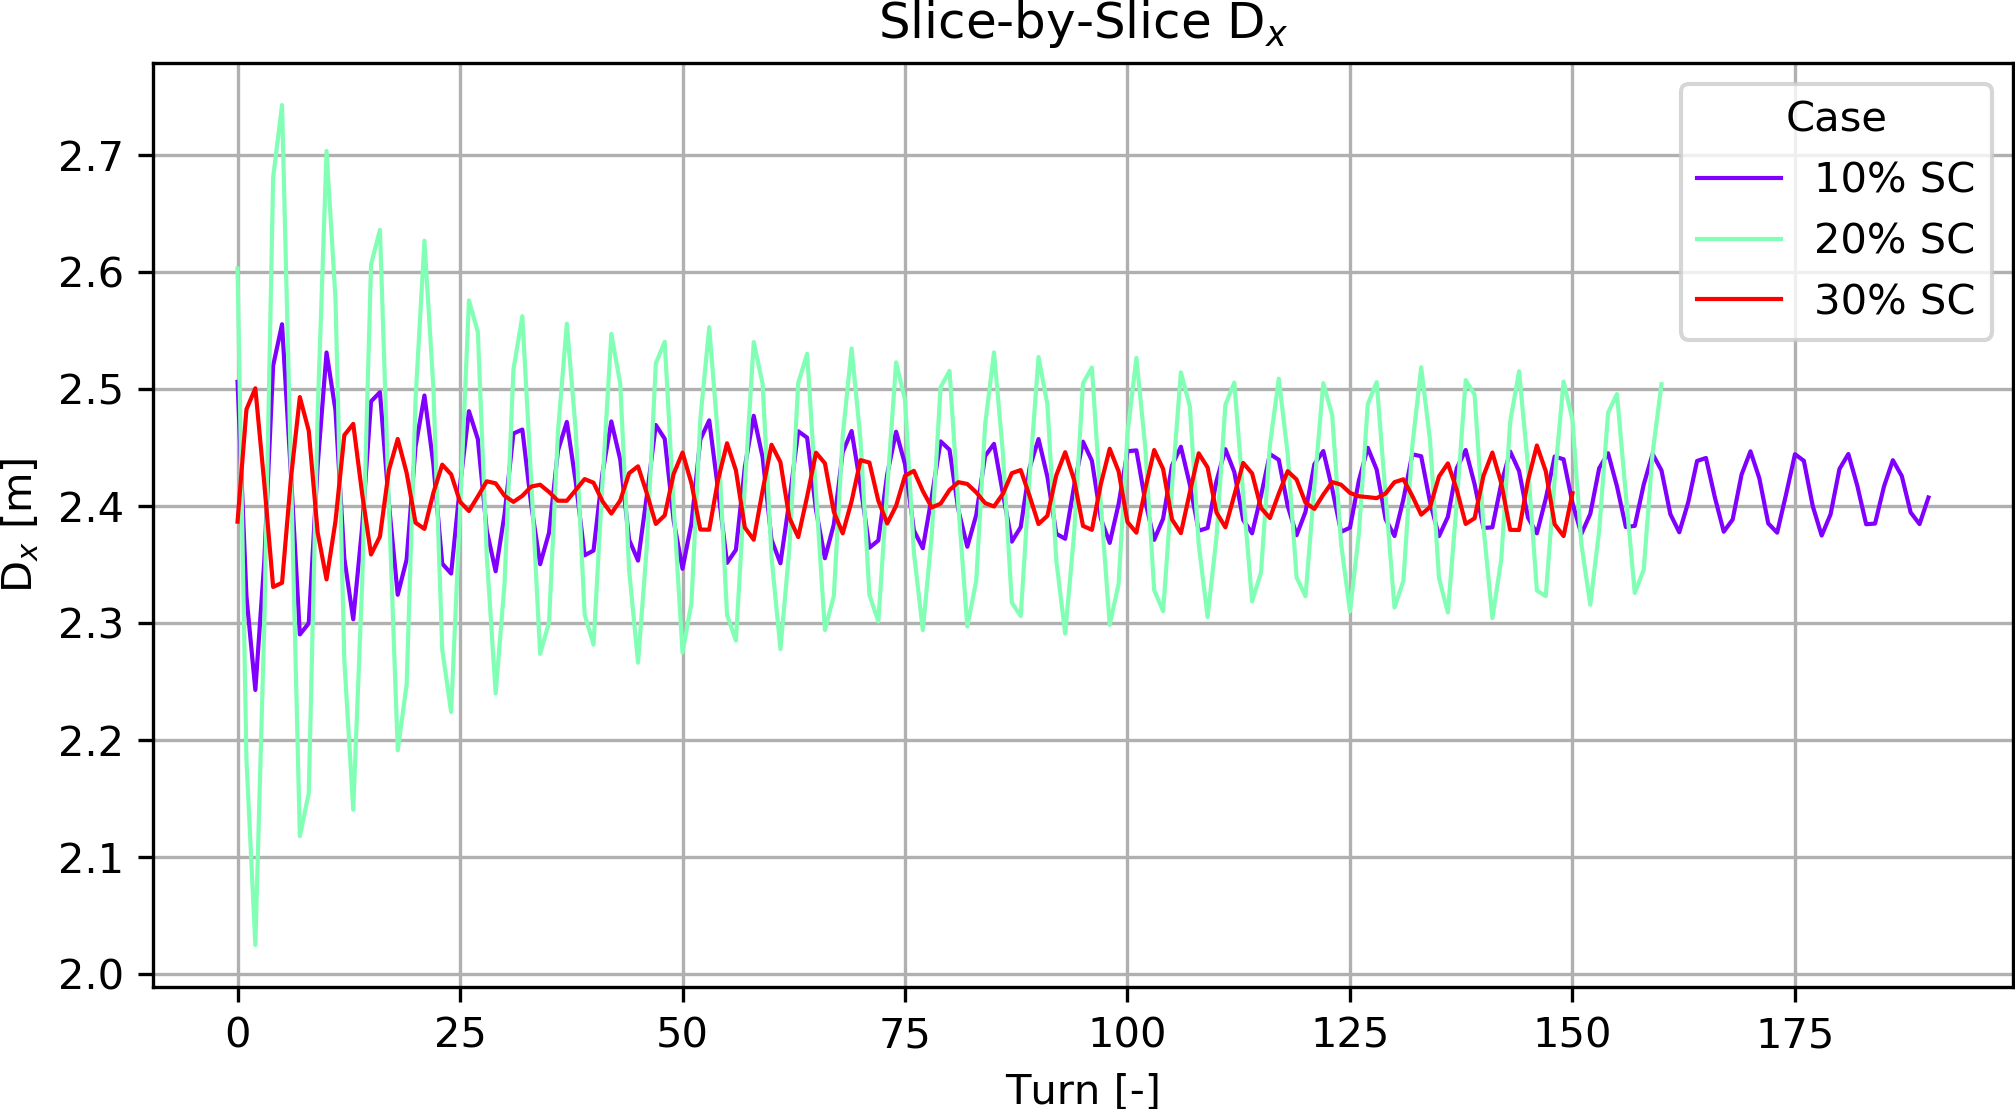 Slice-by-Slice Dₓ
Dₓ [m]
2.7
2.6
2.5
2.4
2.3
2.2
2.1
2.0
Case
10% SC
20% SC
30% SC
0 25 50 75 100 125 150 175
Turn [-]